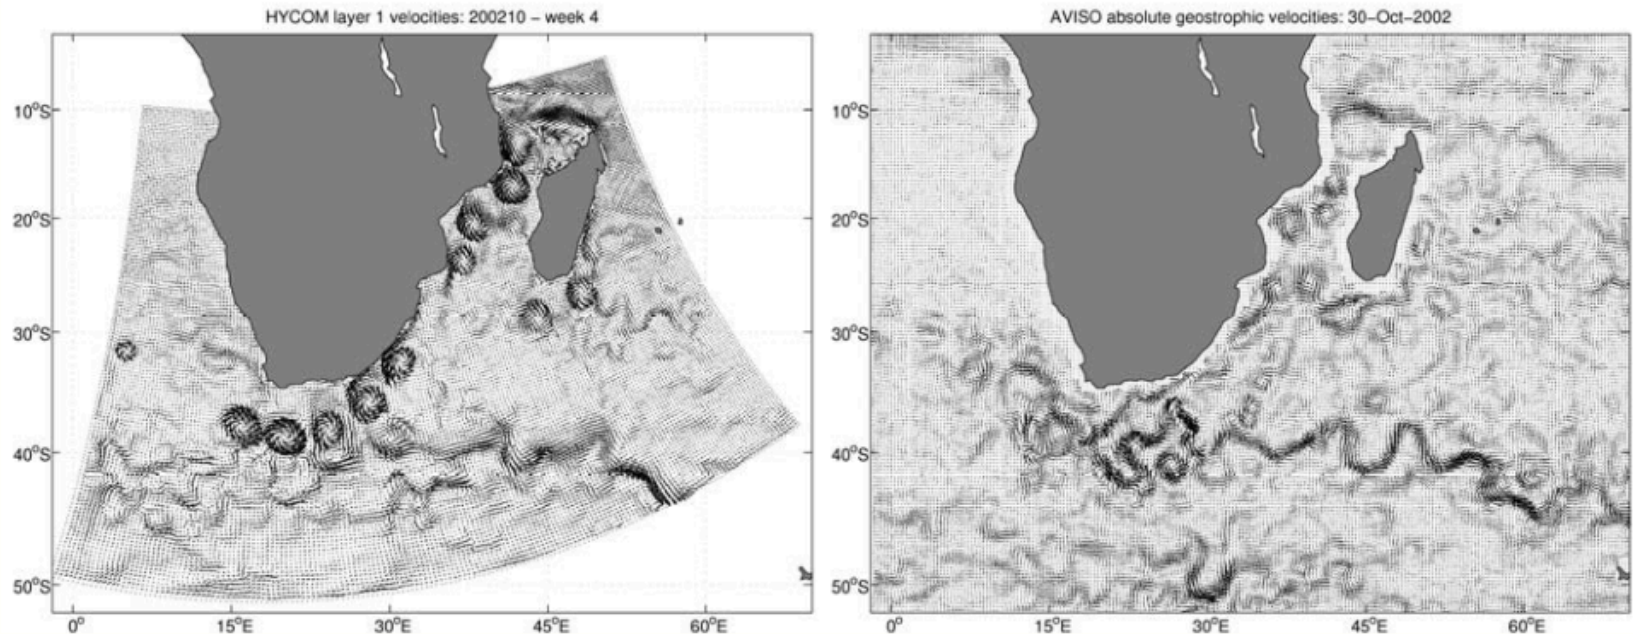 HYCOM layer 1 velocities: 200210 − week 4
10°S
20°S
30°S
40°S
50°S
0°
15°E
30°E
45°E
60°E
AVISO absolute geostrophic velocities: 30−Oct−2002
10°S
20°S
30°S
40°S
50°S
0°
15°E
30°E
45°E
60°E